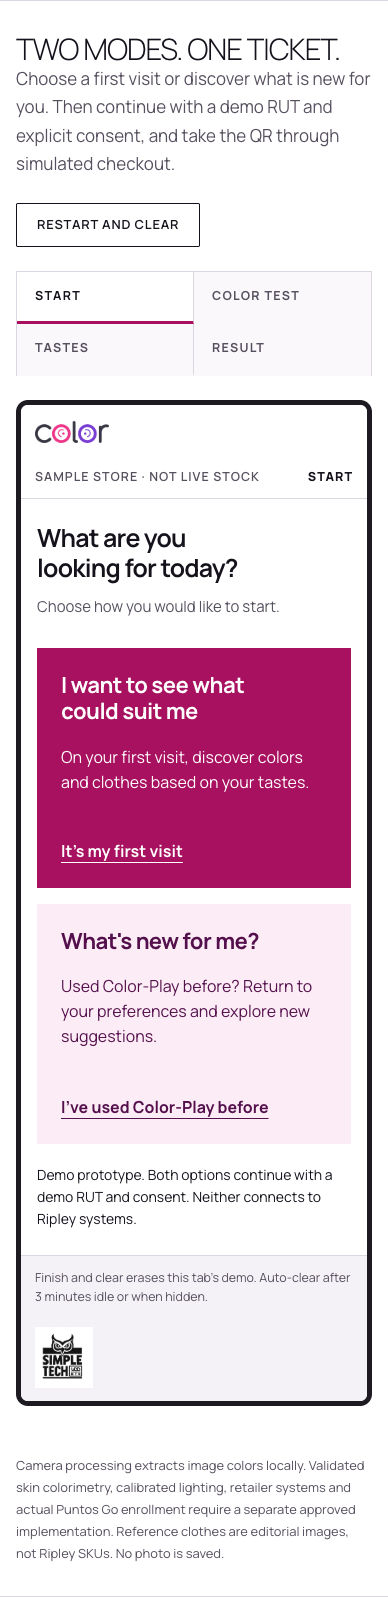 TWO MODES. ONE TICKET.
Choose a first visit or discover what is new for
you. Then continue with a demo RUT and
explicit consent, and take the QR through
simulated checkout.
RESTART AND CLEAR
START
COLOR TEST
TASTES
RESULT
color
SAMPLE STORE · NOT LIVE STOCK
START
What are you
looking for today?
Choose how you would like to start.
I want to see what
could suit me
On your first visit, discover colors
and clothes based on your tastes.
It's my first visit
What's new for me?
Used Color-Play before? Return to
your preferences and explore new
suggestions.
I've used Color-Play before
Demo prototype. Both options continue with a
demo RUT and consent. Neither connects to
Ripley systems.
Finish and clear erases this tab's demo. Auto-clear after
3 minutes idle or when hidden.
SIMPLE
TECH
Camera processing extracts image colors locally. Validated
skin colorimetry, calibrated lighting, retailer systems and
actual Puntos Go enrollment require a separate approved
implementation. Reference clothes are editorial images,
not Ripley SKUs. No photo is saved.